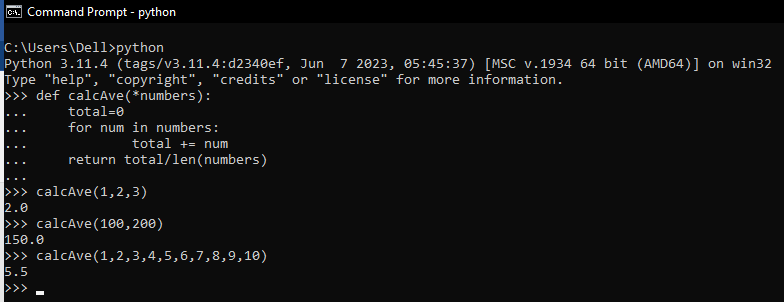 Command Prompt - python
C:\Users\Dell>python
Python 3.11.4 (tags/v3.11.4:d2340ef, Jun  7 2023, 05:45:37) [MSC v.1934 64 bit (AMD64)] on win32
Type "help", "copyright", "credits" or "license" for more information.
>>> def calcAve(*numbers):
...     total=0
...     for num in numbers:
...             total += num
...     return total/len(numbers)
...
>>> calcAve(1,2,3)
2.0
>>> calcAve(100,200)
150.0
>>> calcAve(1,2,3,4,5,6,7,8,9,10)
5.5
>>>